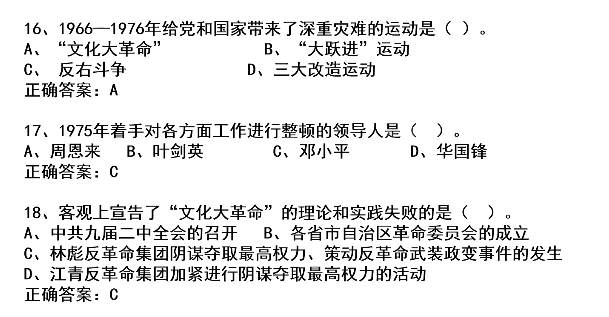 16、1966—1976年给党和国家带来了深重灾难的运动是（ ）。
A、“文化大革命” B、“大跃进”运动
C、 反右斗争 D、三大改造运动
正确答案：A
17、1975年着手对各方面工作进行整顿的领导人是（ ）。
A、周恩来 B、叶剑英 C、邓小平 D、华国锋
正确答案：C
18、客观上宣告了“文化大革命”的理论和实践失败的是（ ）。
A、中共九届二中全会的召开 B、各省市自治区革命委员会的成立
C、林彪反革命集团阴谋夺取最高权力、策动反革命武装政变事件的发生
D、江青反革命集团加紧进行阴谋夺取最高权力的活动
正确答案：C